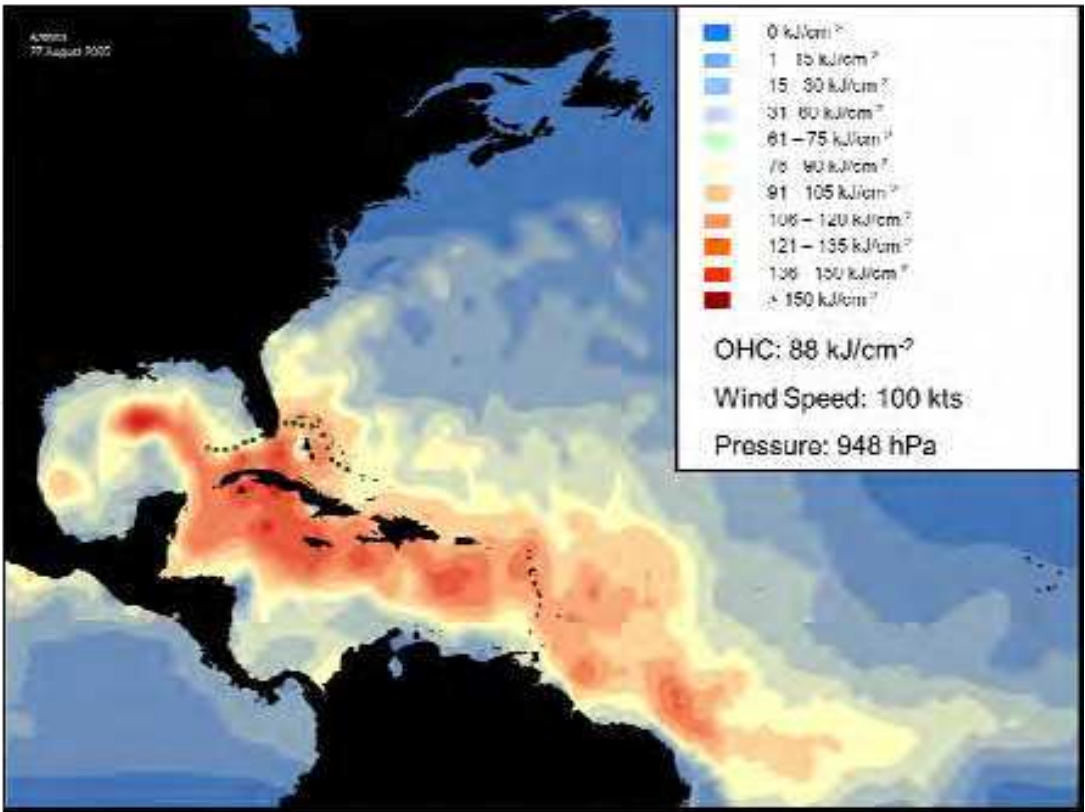 27 August 2005
0 kJ/cm⁻²
1 - 15 kJ/cm⁻²
15 - 30 kJ/cm⁻²
31 - 60 kJ/cm⁻²
61 – 75 kJ/cm⁻²
76 - 90 kJ/cm⁻²
91 - 105 kJ/cm⁻²
106 – 120 kJ/cm⁻²
121 – 135 kJ/cm⁻²
136 - 150 kJ/cm⁻²
> 150 kJ/cm⁻²
OHC: 88 kJ/cm⁻²
Wind Speed: 100 kts
Pressure: 948 hPa